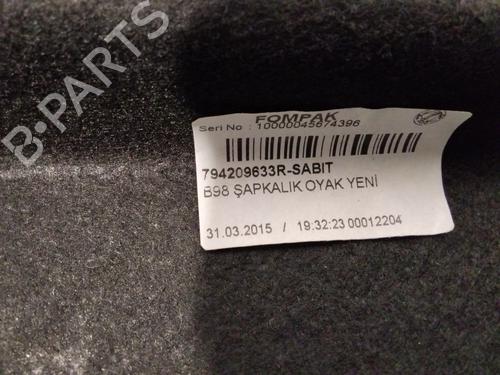 B-PARTS
FOMPAK
Seri No : 10000045674396
794209633R-SABIT
B98 ŞAPKALIK OYAK YENİ
31.03.2015 / 19:32:23 00012204